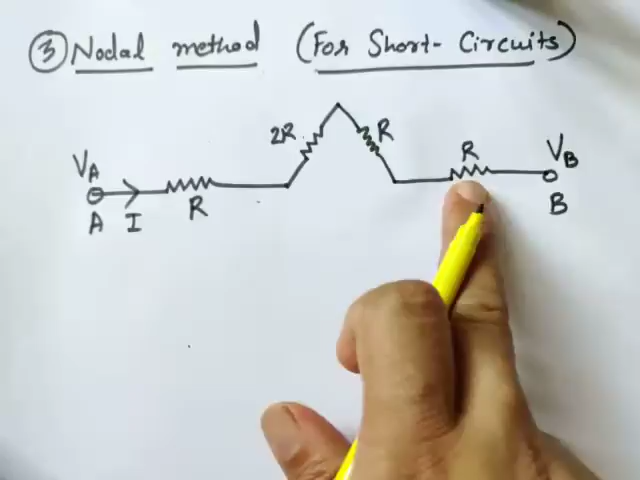 3 Nodal method (For Short-Circuits)
2R R
VA R VB
A I R B